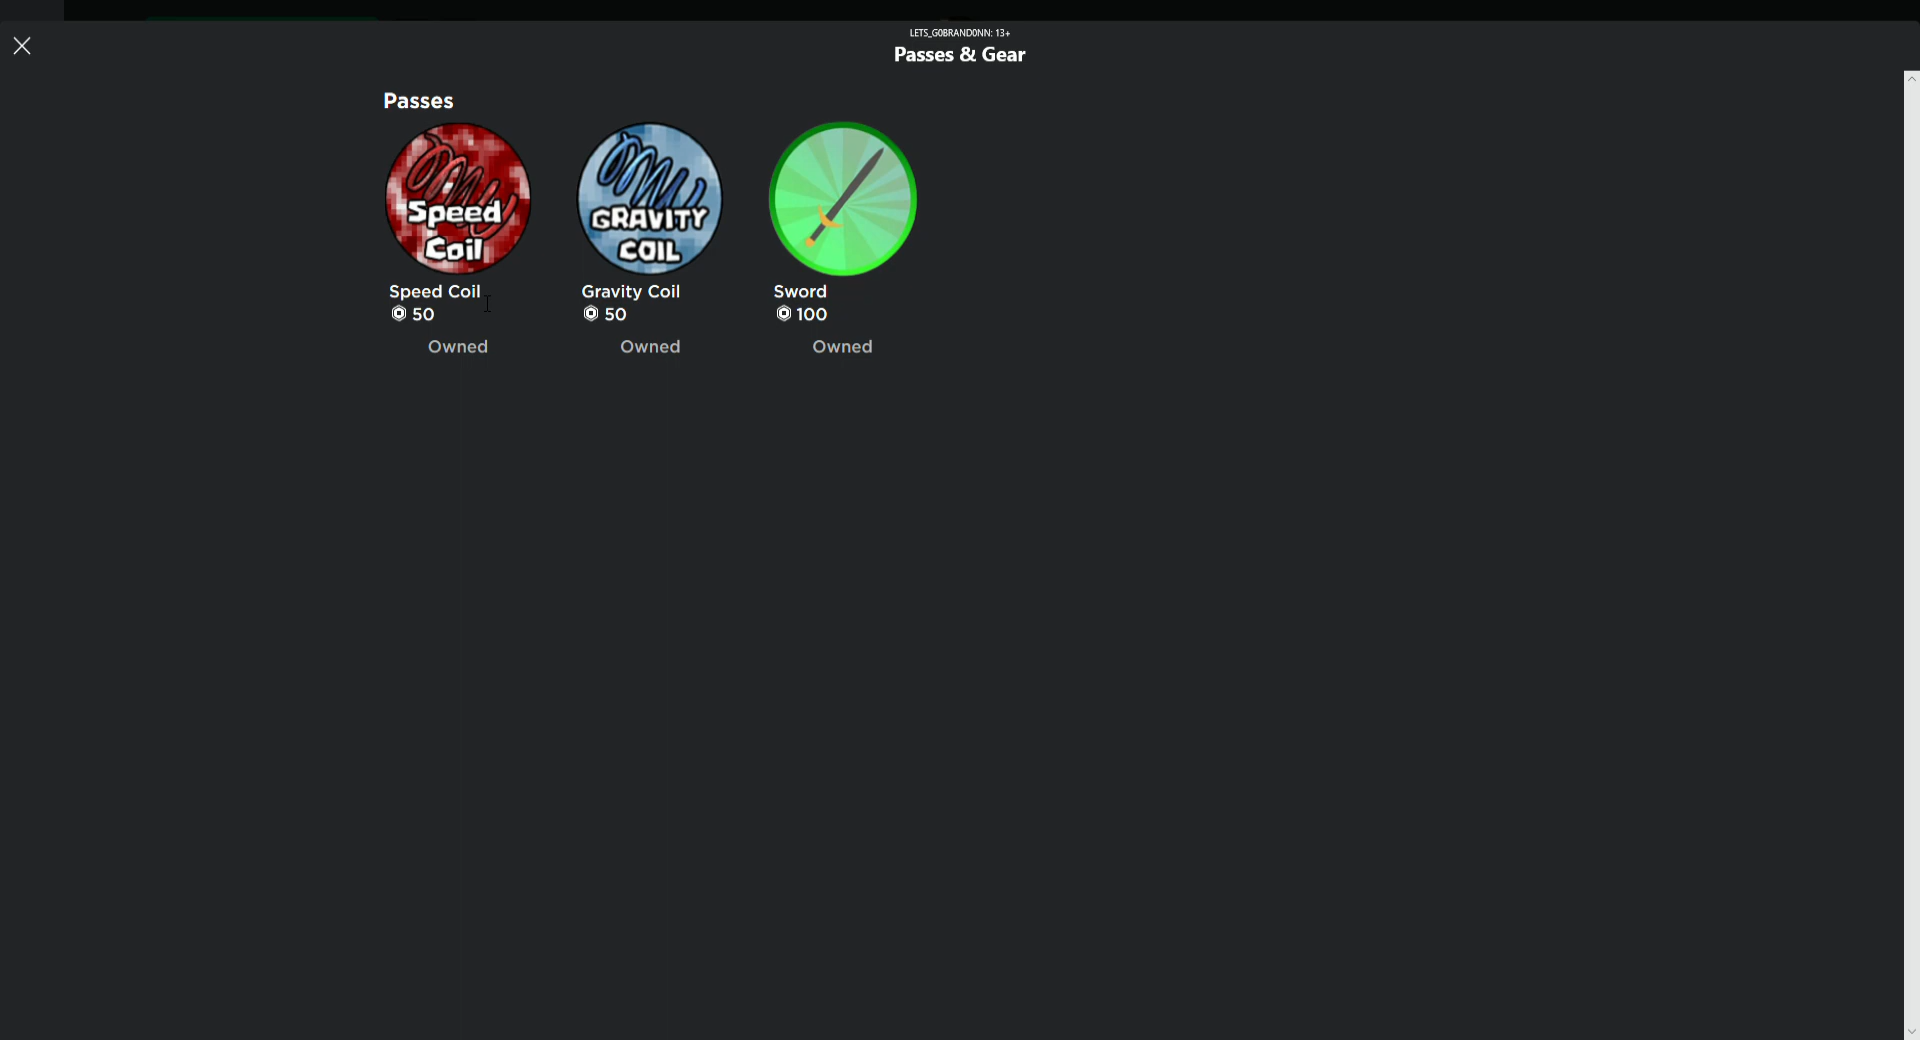 LETS_G0BRAND0NN: 13+
Passes & Gear
Passes
Speed
Coil
GRAVITY
COIL
Speed Coil
50
Owned
Gravity Coil
50
Owned
Sword
100
Owned